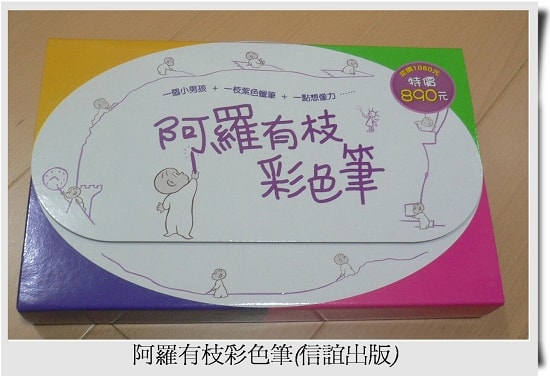 定價1060元
特價
890元
一個小男孩 + 一枝紫色蠟筆 + 一點想像力......
阿羅有枝
彩色筆
阿羅有枝彩色筆(信誼出版)